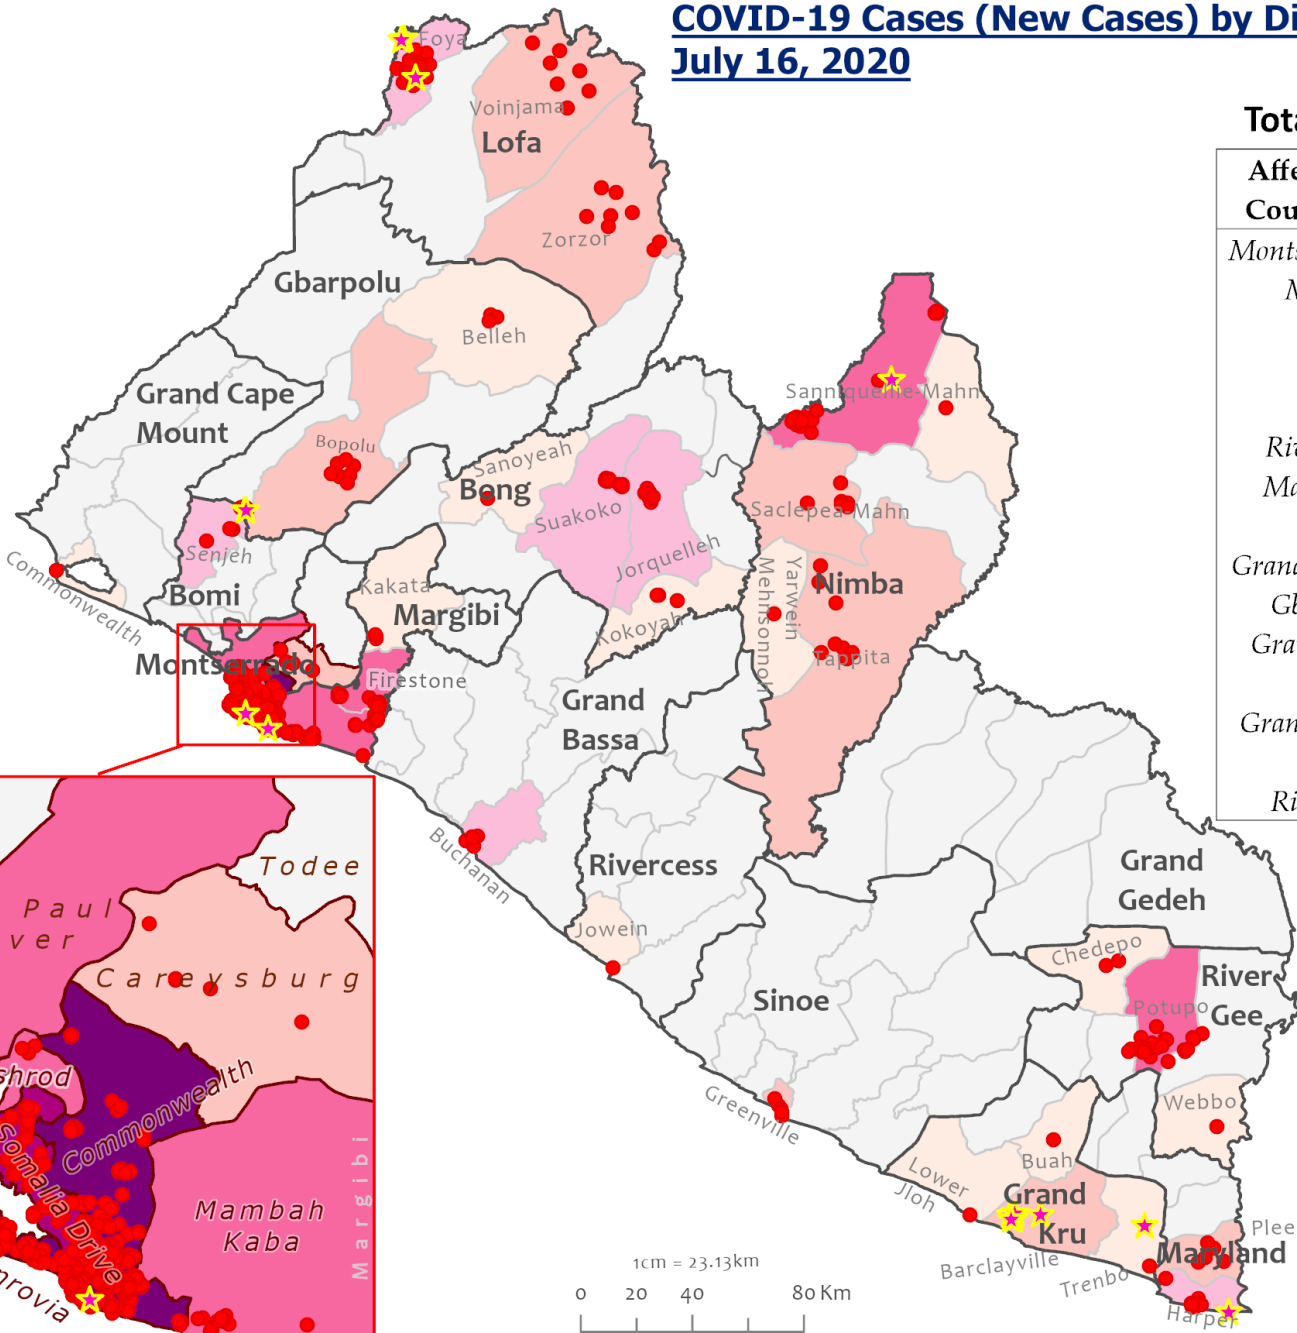 COVID-19 Cases (New Cases) by Di
July 16, 2020
Foya
Voinjama
Lofa
Zorzor
Gbarpolu
Belleh
Grand Cape
Mount
Bopolu
Sanoyeah
Bong
Suakoko
Jorquelleh
Kokoyah
Senjeh
Bomi
Commonwealth
Kakata
Margibi
Montserrado
Firestone
Sanniquellie-Mahn
Saclepea-Mahn
Nimba
Yarwein
Mehnsonnoh
Tappita
Grand
Bassa
Buchanan
Rivercess
Jowein
Sinoe
Greenville
Grand
Gedeh
Chedepo
River
Gee
Potupo
Webbo
Buah
Lower
Jloh
Grand
Kru
Barclayville
Trenbo
Maryland
Plee
Harper
Tota
Affe
Cou
Monts
M
Riv
Ma
Grand
Gb
Gra
Gran
Ri
Todee
Paul
ver
Careysburg
shrod
Commonwealth
Somalia Drive
Mambah
Kaba
Margibi
nrovia
1cm = 23.13km
0 20 40 80 Km